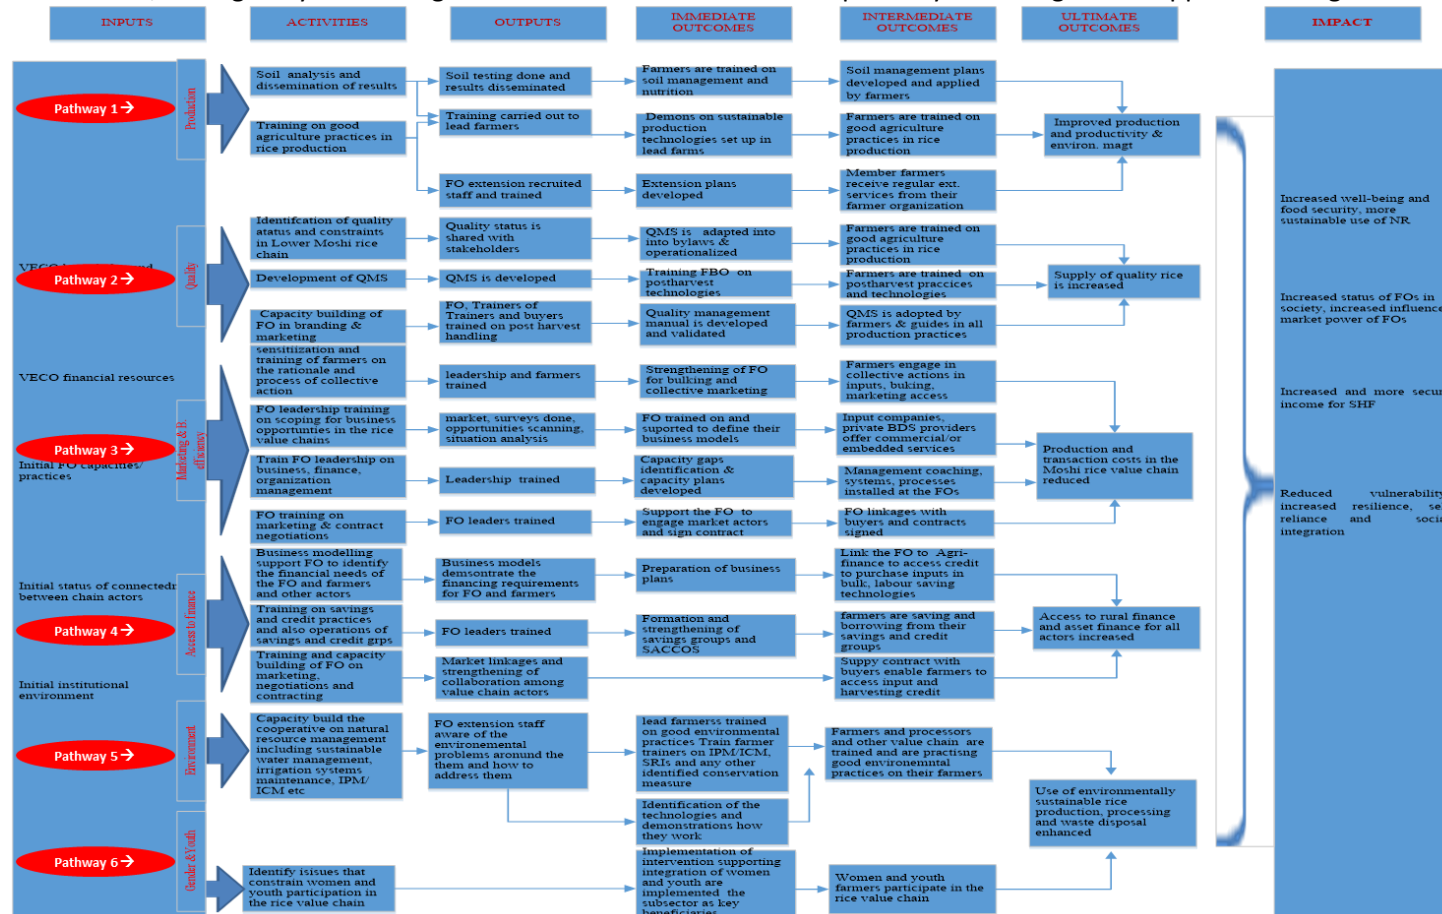 INPUTS
ACTIVITIES
OUTPUTS
IMMEDIATE
OUTCOMES
INTERMEDIATE
OUTCOMES
ULTIMATE
OUTCOMES
IMPACT
Pathway 1→
Production
Soil analysis and
dissemination of results
Training on good
agriculture practices in
rice production
Soil testing done and
results disseminated
Training carried out to
lead farmers
FO extension recruited
staff and trained
Farmers are trained on
soil management and
nutrition
Demons on sustainable
production
technologies set up in
lead farms
Extension plans
developed
Soil management plans
developed and applied
by farmers
Farmers are trained on
good agriculture
practices in rice
production
Member farmers
receive regular ext.
services from their
farmer organization
Improved production
and productivity &
environ. magt
Pathway 2→
Quality
Identifcation of quality
atatus and constraints
in Lower Moshi rice
chain
Development of QMS
Capacity building of
FO in branding &
marketing
Quality status is
shared with
stakeholders
QMS is developed
FO, Trainers of
Trainers and buyers
trained on post harvest
handling
QMS is adapted into
into bylaws &
operationalized
Training FBO on
postharvest
technologies
Quality management
manual is developed
and validated
Farmers are trained on
good agriculture
practices in rice
production
Farmers are trained on
postharvest praccices
and technologies
QMS is adopted by
farmers & guides in all
production practices
Supply of quality rice
is increased
VECO financial resources
Pathway 3→
Initial FO capacities/
practices
Marketing & B.
efficiency
sensitiization and
training of farmers on
the rationale and
process of collective
action
FO leadership training
on scoping for business
opportunities in the rice
value chains
Train FO leadership on
business, finance,
organization
management
FO training on
marketing & contract
negotiations
leadership and farmers
trained
market, surveys done,
opportunities scanning,
situation analysis
Leadership trained
FO leaders trained
Strengthening of FO
for bulking and
collective marketing
FO trained on and
suported to define their
business models
Capacity gaps
identification &
capacity plans
developed
Support the FO to
engage market actors
and sign contract
Farmers engage in
collective actions in
inputs, buking,
marketing access
Input companies,
private BDS providers
offer commercial/or
embedded services
Management coaching,
systems, processes
installed at the FOs
FO linkages with
buyers and contracts
signed
Production and
transaction costs in the
Moshi rice value chain
reduced
Initial status of connectedr
between chain actors
Pathway 4→
Initial institutional
environment
Access to finance
Business modelling
support FO to identify
the financial needs of
the FO and farmers
and other actors
Training on savings
and credit practices
and also operations of
savings and credit grps
Training and capacity
building of FO on
marketing,
negotiations and
contracting
Business models
demsontrate the
financing requirements
for FO and farmers
FO leaders trained
Market linkages and
strengthening of
collaboration among
value chain actors
Preparation of business
plans
Formation and
strengthening of
savings groups and
SACCOS
Link the FO to Agri-
finance to access credit
to purchase inputs in
bulk, labour saving
technologies
farmers are saving and
borrowing from their
savings and credit
groups
Suppy contract with
buyers enable farmers to
access input and
harvesting credit
Access to rural finance
and asset finance for all
actors increased
Pathway 5→
Environment
Capacity build the
cooperative on natural
resource management
including sustainable
water management,
irrigation systems
maintenance, IPM/
ICM etc
FO extension staff
aware of the
environemental
problems aronund the
them and how to
address them
lead farmerss trained
on good environmental
practices Train farmer
trainers on IPM/ICM,
SRIs and any other
identified conservation
measure
Identification of the
technologies and
demonstrations how
they work
Farmers and processors
and other value chain are
trained and are practising
good environemntal
practices on their farmers
Use of environmentally
sustainable rice
production, processing
and waste disposal
enhanced
Pathway 6→
Gender & Youth
Identify isisues that
constrain women and
youth participation in
the rice value chain
Implementation of
intervention supporting
integration of women
and youth are
implemented the
subsector as key
beneficiaries
Women and youth
farmers participate in the
rice value chain
Increased well-being and
food security, more
sustainable use of NR
Increased status of FOs in
society, increased influence
market power of FOs
Increased and more secur
income for SHF
Reduced vulnerability
increased resilience, sel
reliance and socia
integration